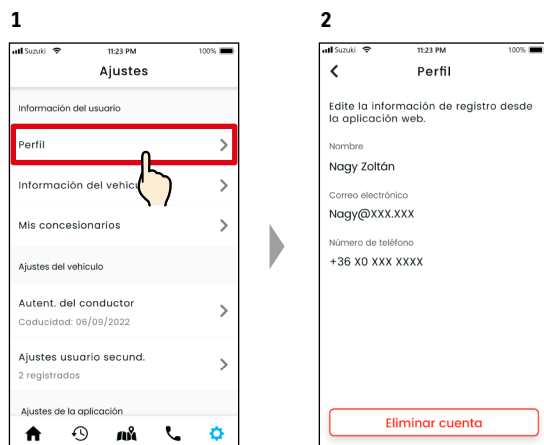 1
Suzuki 11:23 PM 100%
Ajustes
Información del usuario
Perfil
Información del vehícu
Mis concesionarios
Ajustes del vehículo
Autent. del conductor
Caducidad: 06/09/2022
Ajustes usuario secund.
2 registrados
Ajustes de la aplicación
2
Suzuki 11:23 PM 100%
Perfil
Edite la información de registro desde
la aplicación web.
Nombre
Nagy Zoltán
Correo electrónico
Nagy@XXX.XXX
Número de teléfono
+36 X0 XXX XXXX
Eliminar cuenta